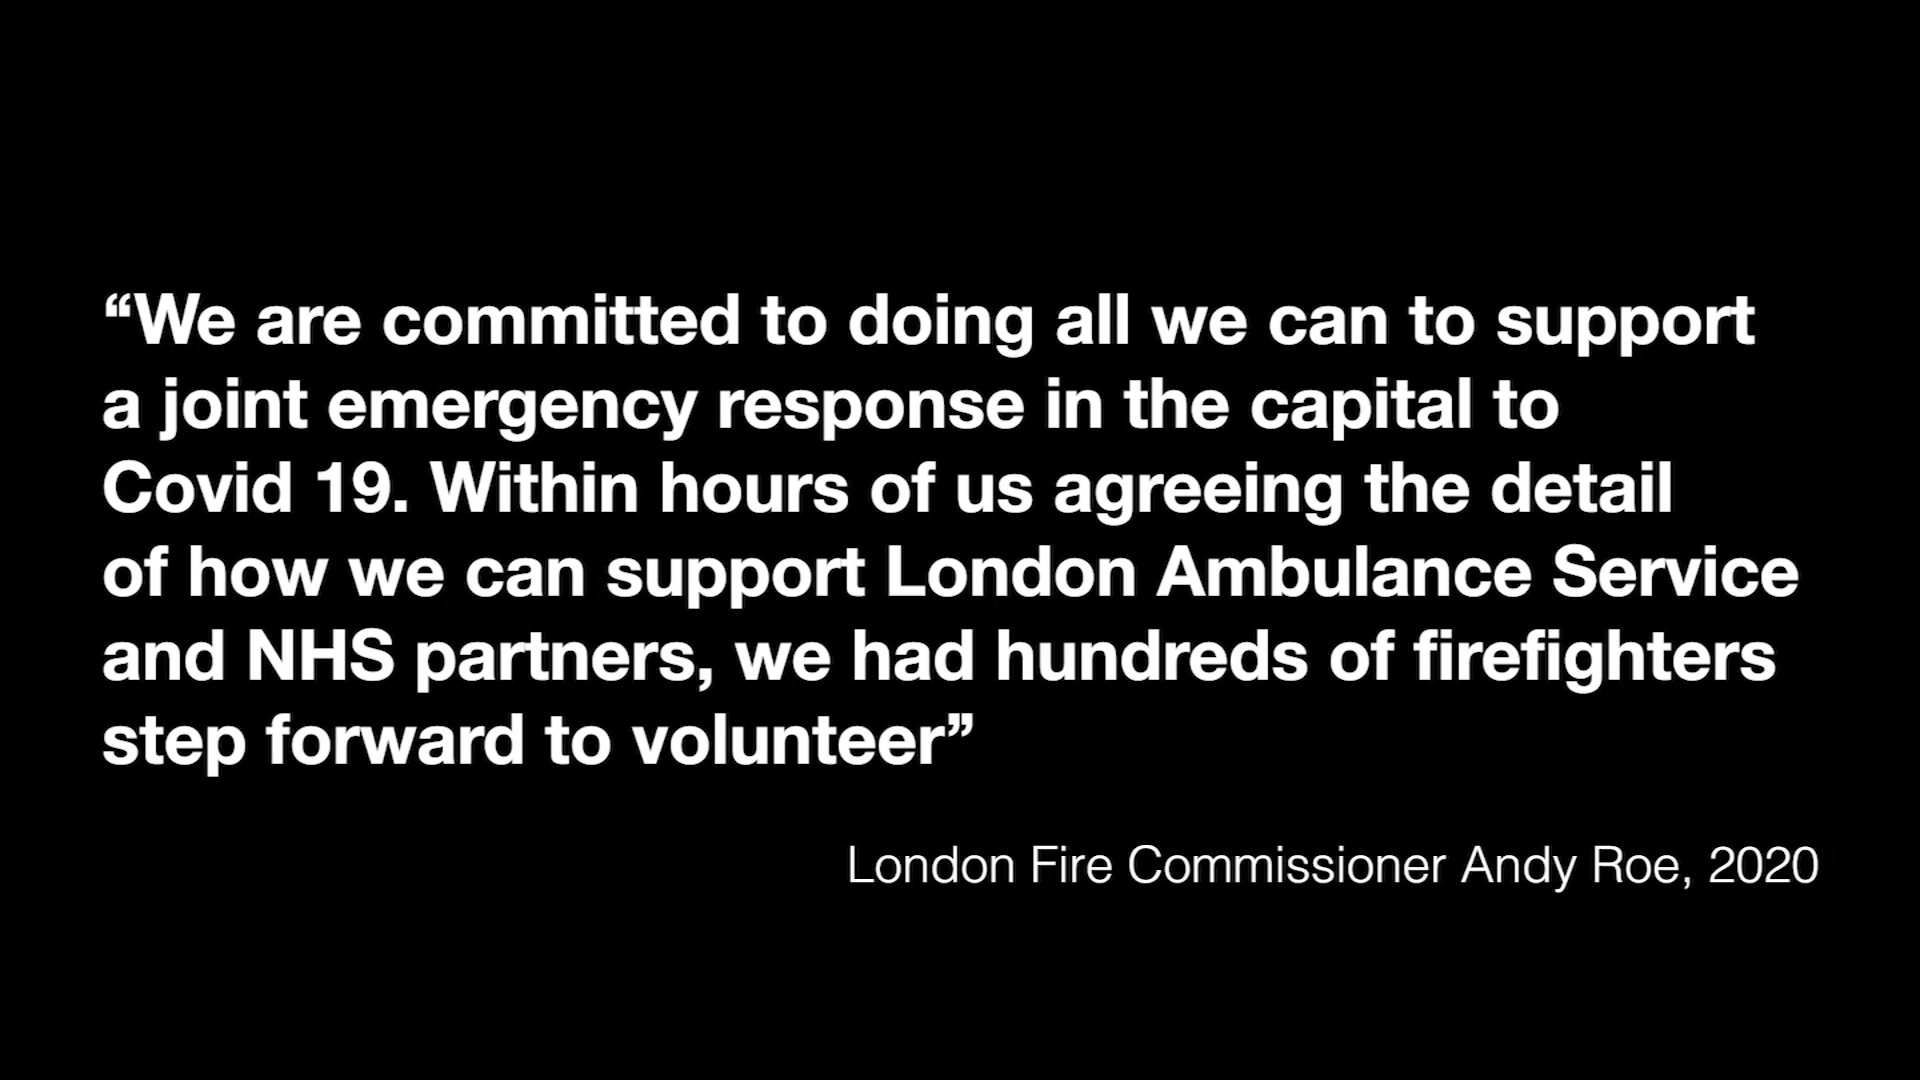 “We are committed to doing all we can to support
a joint emergency response in the capital to
Covid 19. Within hours of us agreeing the detail
of how we can support London Ambulance Service
and NHS partners, we had hundreds of firefighters
step forward to volunteer”
London Fire Commissioner Andy Roe, 2020